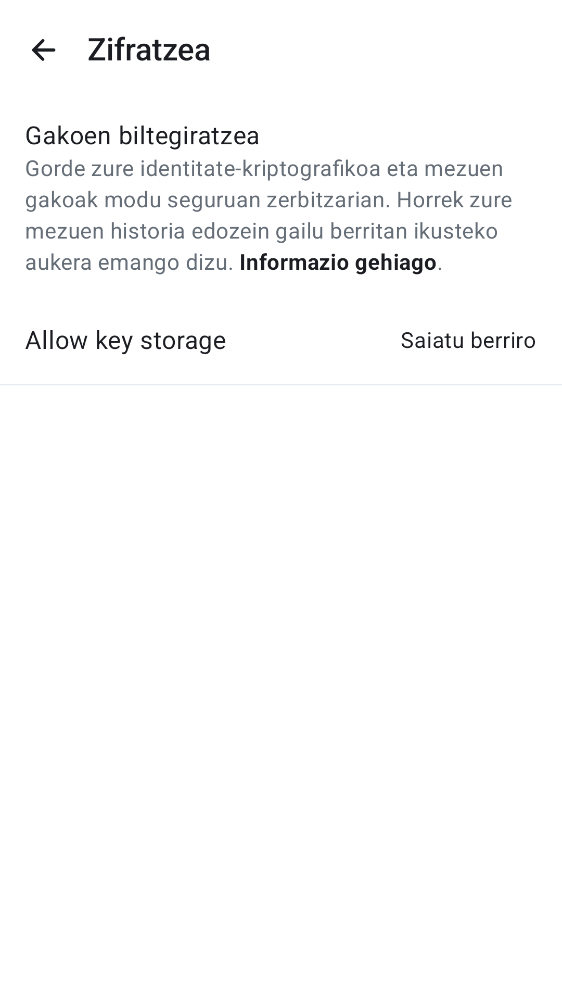 Zifratzea
Gakoen biltegiratzea
Gorde zure identitate-kriptografikoa eta mezuen
gakoak modu seguruan zerbitzarian. Horrek zure
mezuen historia edozein gailu berritan ikusteko
aukera emango dizu. Informazio gehiago.
Allow key storage Saiatu berriro